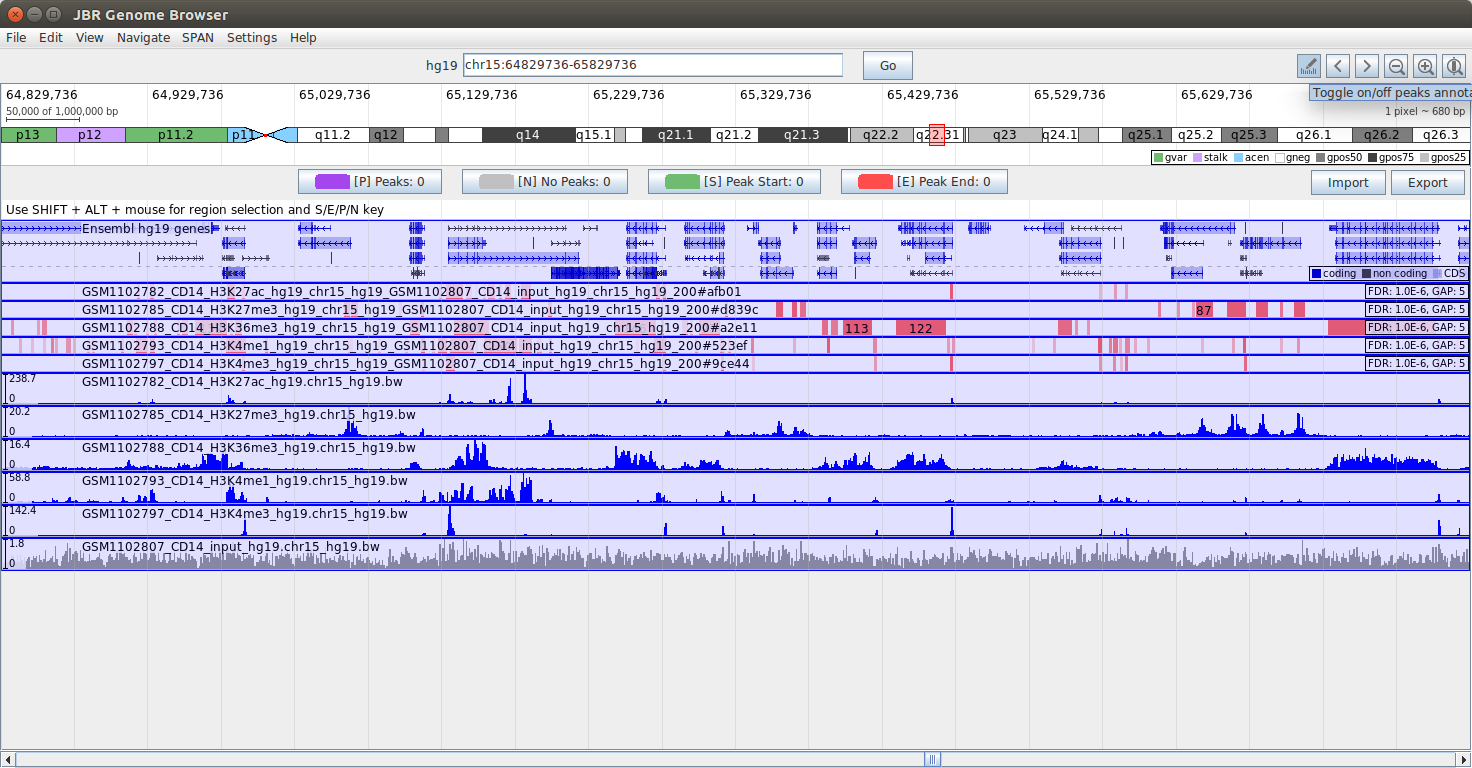 JBR Genome Browser
File Edit View Navigate SPAN Settings Help
hg19 chr15:64829736-65829736 Go
64,829,736 64,929,736 65,029,736 65,129,736 65,229,736 65,329,736 65,429,736 65,529,736 65,629,736
Toggle on/off peaks annota
50,000 of 1,000,000 bp
1 pixel ~ 680 bp
p13 p12 p11.2 p11 q11.2 q12 q14 q15.1 q21.1 q21.2 q21.3 q22.2 q22.31 q23 q24.1 q25.1 q25.2 q25.3 q26.1 q26.2 q26.3
gvar stalk acen gneg gpos50 gpos75 gpos25
[P] Peaks: 0 [N] No Peaks: 0 [S] Peak Start: 0 [E] Peak End: 0 Import Export
Use SHIFT + ALT + mouse for region selection and S/E/P/N key
Ensembl hg19 genes
coding non coding CDS
GSM1102782_CD14_H3K27ac_hg19_chr15_hg19_GSM1102807_CD14_input_hg19_chr15_hg19_200#afb01 FDR: 1.0E-6, GAP: 5
GSM1102785_CD14_H3K27me3_hg19_chr15_hg19_GSM1102807_CD14_input_hg19_chr15_hg19_200#d839c 87 FDR: 1.0E-6, GAP: 5
GSM1102788_CD14_H3K36me3_hg19_chr15_hg19_GSM1102807_CD14_input_hg19_chr15_hg19_200#a2e11 113 122 FDR: 1.0E-6, GAP: 5
GSM1102793_CD14_H3K4me1_hg19_chr15_hg19_GSM1102807_CD14_input_hg19_chr15_hg19_200#523ef FDR: 1.0E-6, GAP: 5
GSM1102797_CD14_H3K4me3_hg19_chr15_hg19_GSM1102807_CD14_input_hg19_chr15_hg19_200#9ce44 FDR: 1.0E-6, GAP: 5
238.7 GSM1102782_CD14_H3K27ac_hg19.chr15_hg19.bw
0
20.2 GSM1102785_CD14_H3K27me3_hg19.chr15_hg19.bw
0
16.4 GSM1102788_CD14_H3K36me3_hg19.chr15_hg19.bw
0
58.8 GSM1102793_CD14_H3K4me1_hg19.chr15_hg19.bw
0
142.4 GSM1102797_CD14_H3K4me3_hg19.chr15_hg19.bw
0
1.8 GSM1102807_CD14_input_hg19.chr15_hg19.bw
0